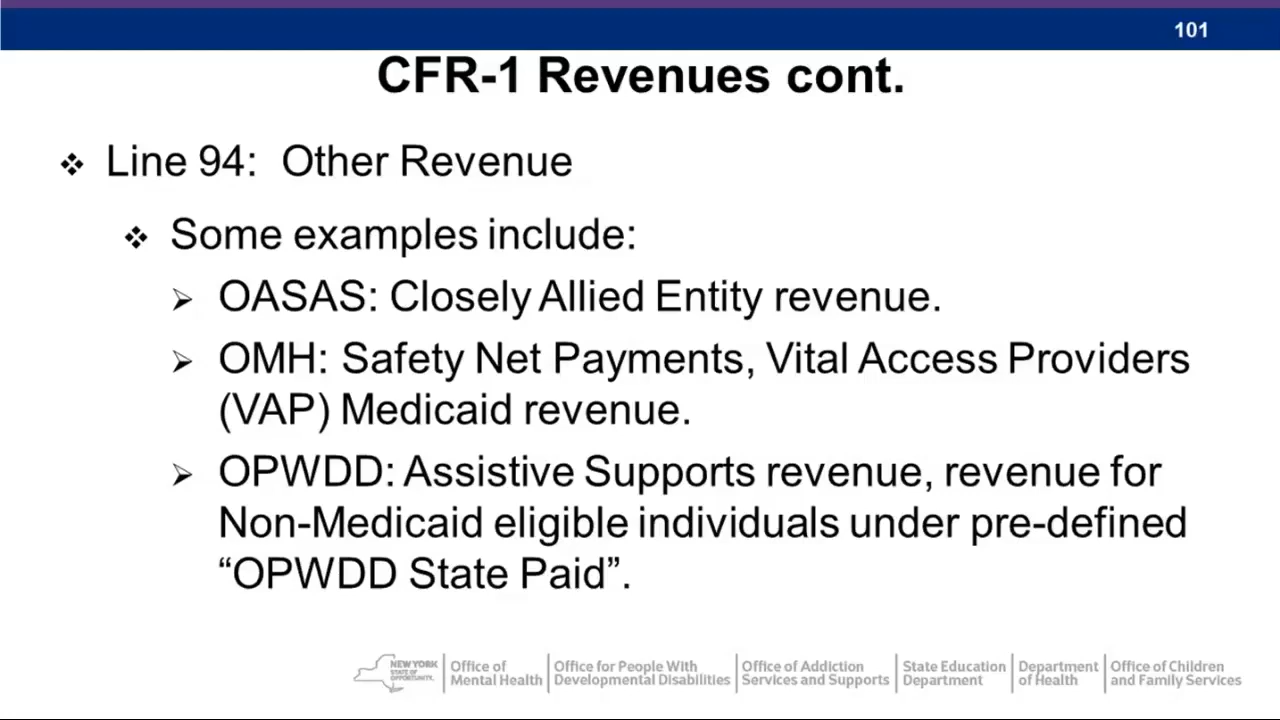 101
CFR-1 Revenues cont.
Line 94: Other Revenue
Some examples include:
OASAS: Closely Allied Entity revenue.
OMH: Safety Net Payments, Vital Access Providers
(VAP) Medicaid revenue.
OPWDD: Assistive Supports revenue, revenue for
Non-Medicaid eligible individuals under pre-defined
“OPWDD State Paid”.
NEW YORK
STATE OF
OPPORTUNITY.
Office of
Mental Health
Office for People With
Developmental Disabilities
Office of Addiction
Services and Supports
State Education
Department
Department
of Health
Office of Children
and Family Services